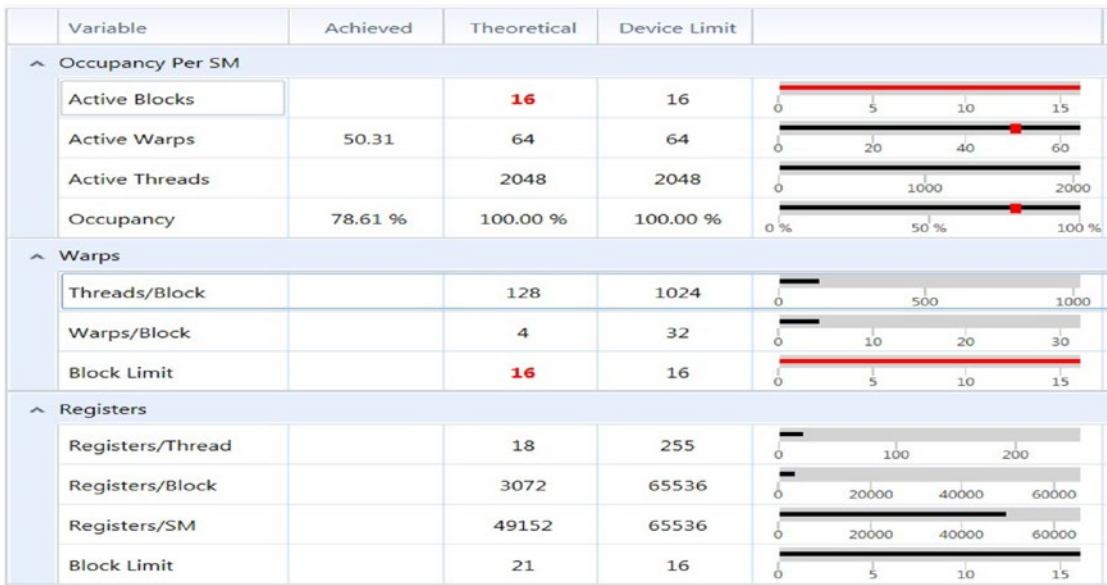 Variable Achieved Theoretical Device Limit
Occupancy Per SM
Active Blocks 16 16
0 5 10 15
Active Warps 50.31 64 64
0 20 40 60
Active Threads 2048 2048
0 1000 2000
Occupancy 78.61 % 100.00 % 100.00 %
0 % 50 % 100 %
Warps
Threads/Block 128 1024
0 500 1000
Warps/Block 4 32
0 10 20 30
Block Limit 16 16
0 5 10 15
Registers
Registers/Thread 18 255
0 100 200
Registers/Block 3072 65536
0 20000 40000 60000
Registers/SM 49152 65536
0 20000 40000 60000
Block Limit 21 16
0 5 10 15